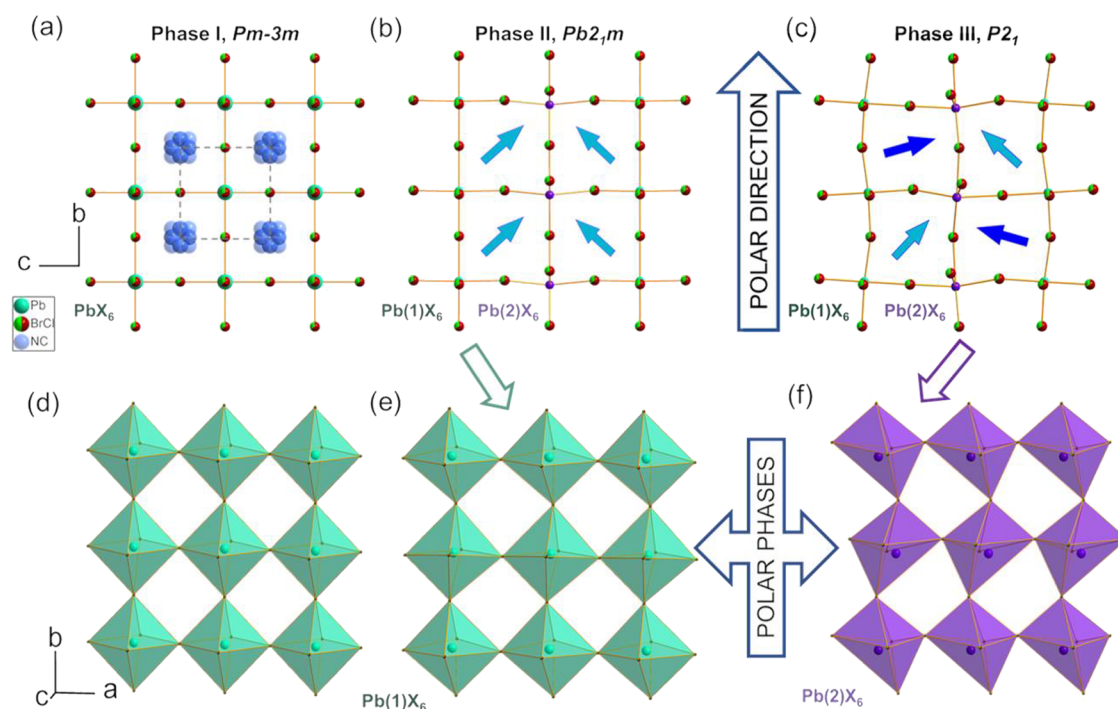 (a)
Phase I, Pm-3m
(b)
Phase II, Pb2₁m
(c)
Phase III, P2₁
POLAR DIRECTION
b
c
PbX₆
Pb(1)X₆
Pb(2)X₆
Pb(1)X₆
Pb(2)X₆
Pb
BrCl
NC
(d)
(e)
(f)
POLAR PHASES
b
c
a
Pb(1)X₆
Pb(2)X₆